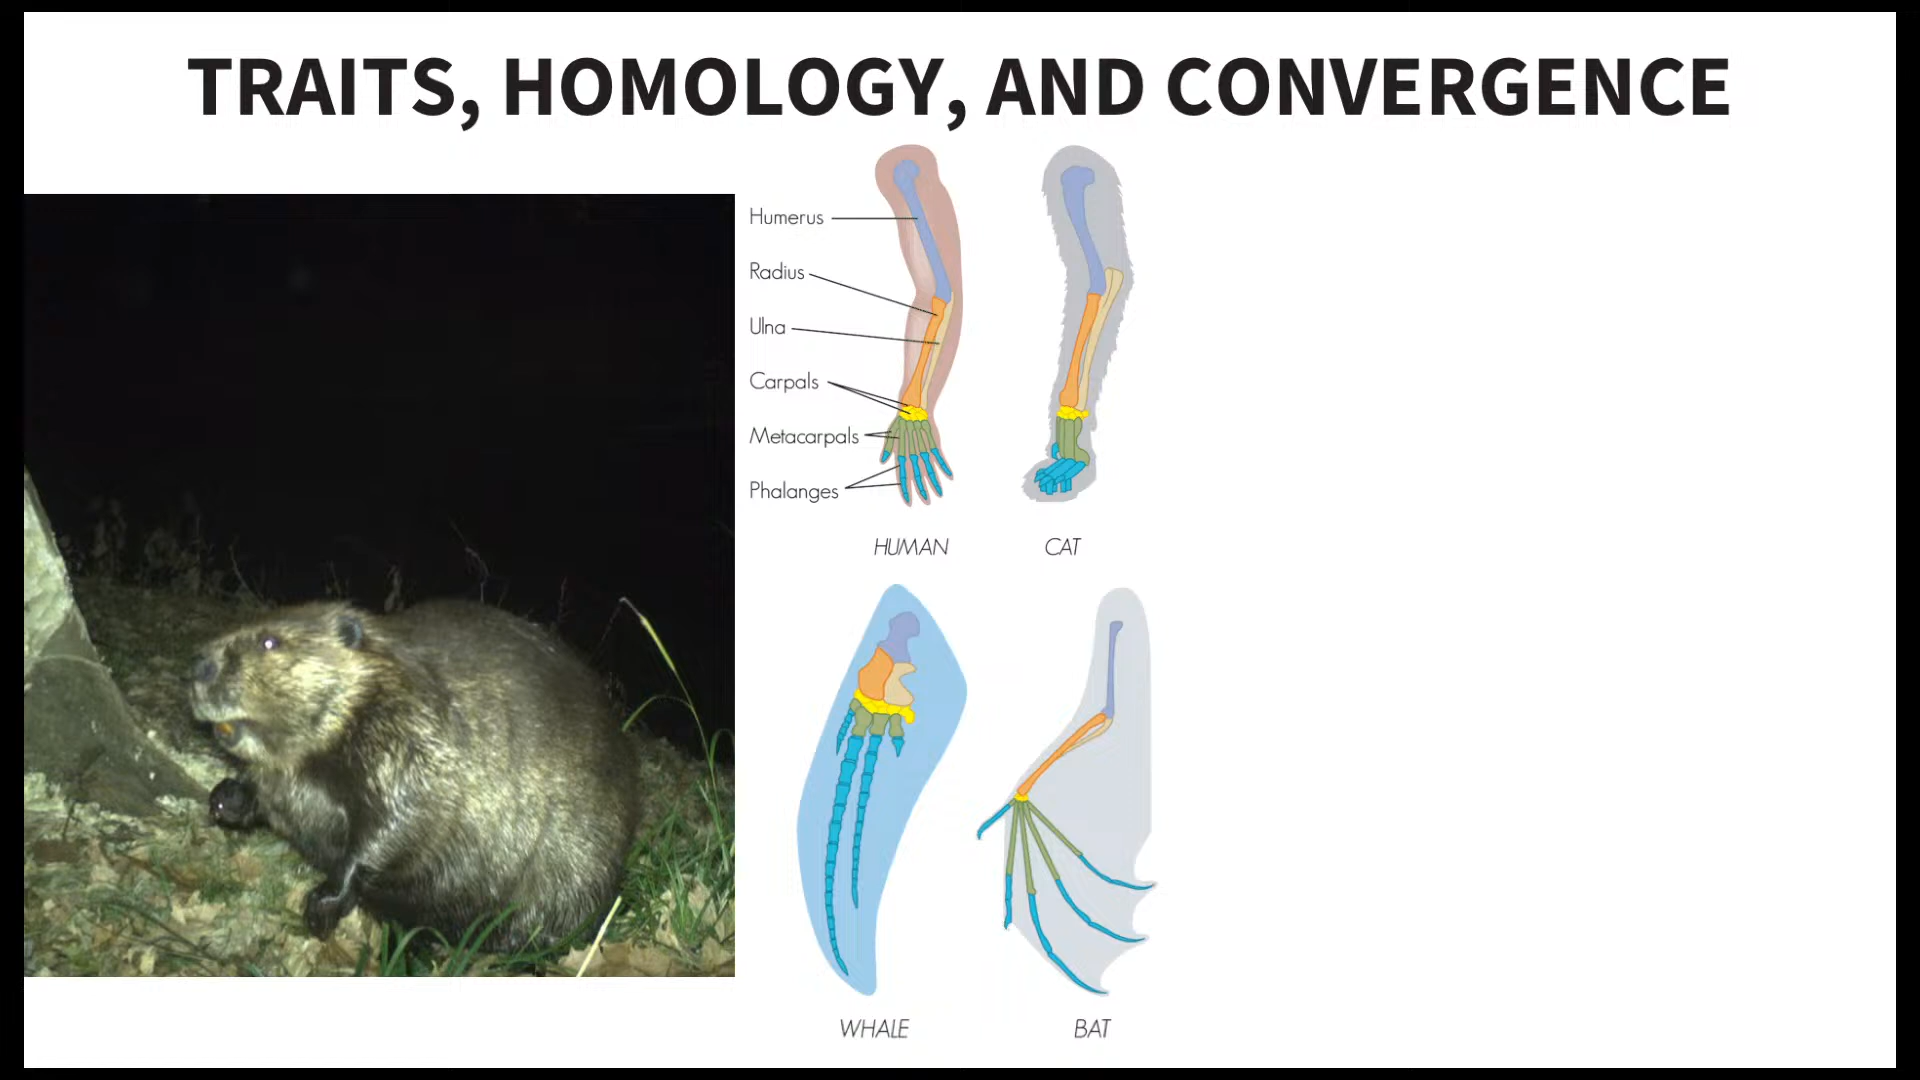 TRAITS, HOMOLOGY, AND CONVERGENCE
Humerus
Radius
Ulna
Carpals
Metacarpals
Phalanges
HUMAN
CAT
WHALE
BAT